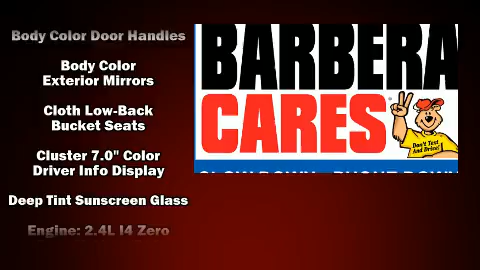 Body Color Door Handles
Body Color
Exterior Mirrors
Cloth Low-Back
Bucket Seats
Cluster 7.0" Color
Driver Info Display
Deep Tint Sunscreen Glass
Engine: 2.4L I4 Zero
BARBERA
CARES
Don't Text
And Drive!